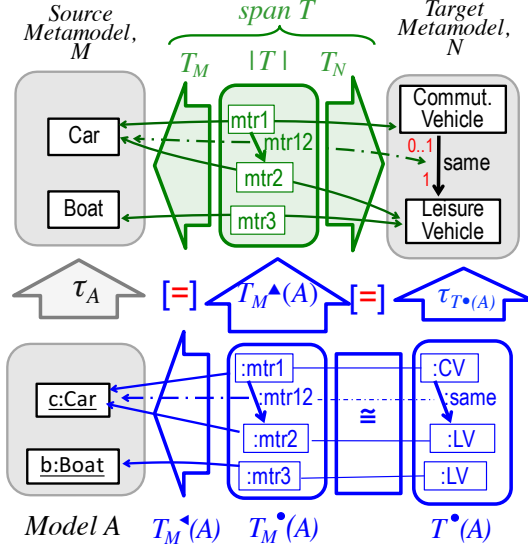 Source
Metamodel,
M
span T
Target
Metamodel,
N
T_M
| T |
T_N
Car
Boat
mtr1
mtr12
mtr2
mtr3
Commut.
Vehicle
0..1
same
1
Leisure
Vehicle
τ_A
[=]
T_M▲(A)
[=]
τ_T•(A)
c:Car
b:Boat
:mtr1
:mtr12
:mtr2
:mtr3
≅
:CV
:same
:LV
:LV
Model A
T_M◄(A)
T_M•(A)
T•(A)